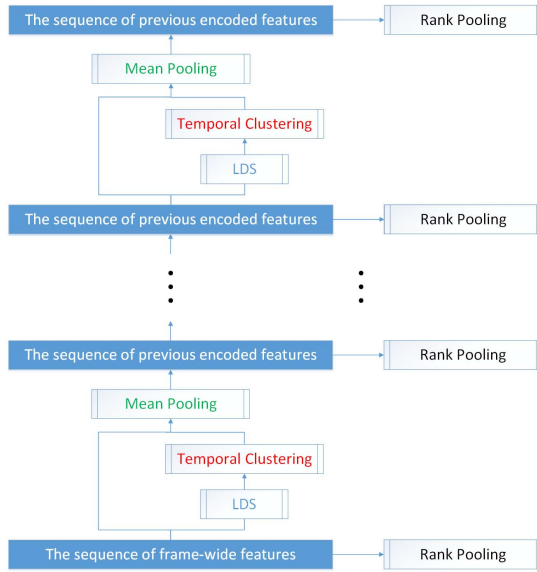 The sequence of previous encoded features
Rank Pooling
Mean Pooling
Temporal Clustering
LDS
The sequence of previous encoded features
Rank Pooling
The sequence of previous encoded features
Rank Pooling
Mean Pooling
Temporal Clustering
LDS
The sequence of frame-wide features
Rank Pooling